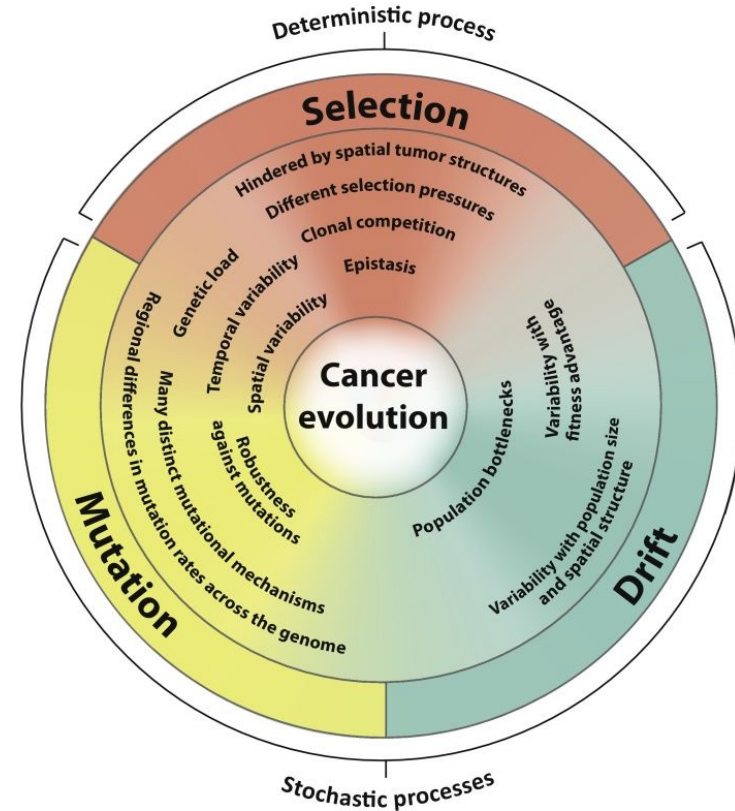 Deterministic process
Selection
Hindered by spatial tumor structures
Different selection pressures
Clonal competition
Epistasis
Genetic load
Temporal variability
Spatial variability
Cancer
evolution
Variability with
fitness advantage
Population bottlenecks
Variability with population size
and spatial structure
Drift
Robustness
against mutations
Many distinct mutational mechanisms
Regional differences in mutation rates across the genome
Mutation
Stochastic processes